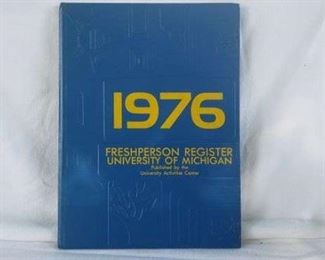 1976
FRESHPERSON REGISTER
UNIVERSITY OF MICHIGAN
Published by the
University Activities Center